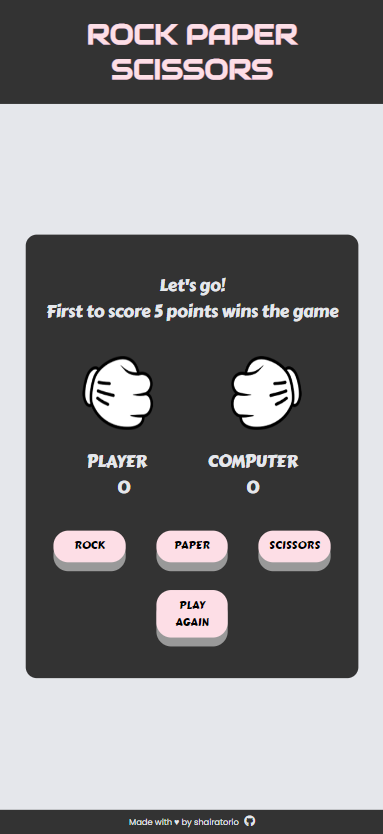 ROCK PAPER
SCISSORS
Let's go!
First to score 5 points wins the game
PLAYER COMPUTER
0 0
ROCK PAPER SCISSORS
PLAY
AGAIN
Made with ♥ by shairatorio